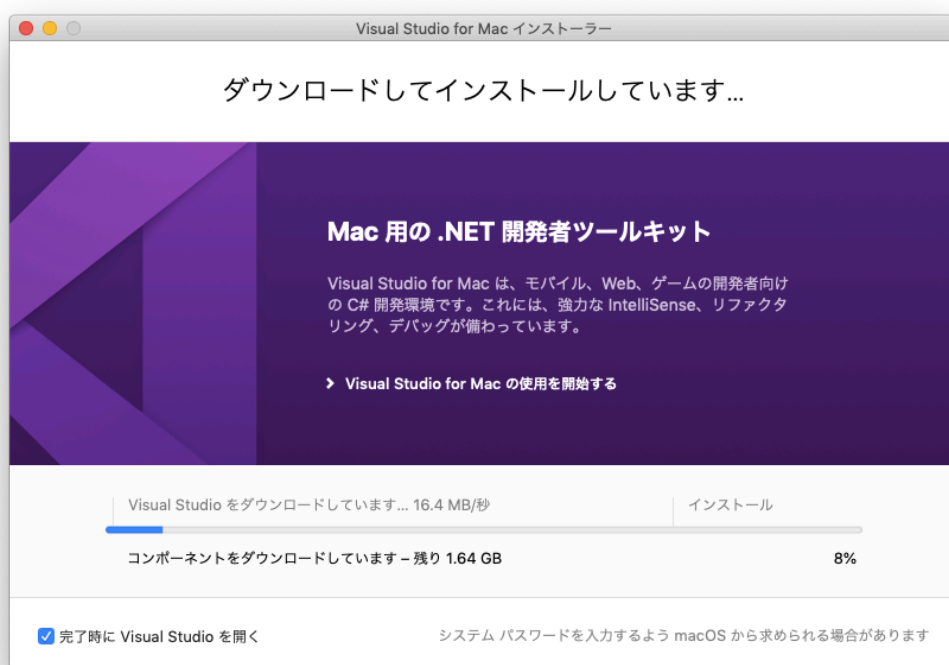 Visual Studio for Mac インストーラー
ダウンロードしてインストールしています...
Mac 用の .NET 開発者ツールキット
Visual Studio for Mac は、モバイル、Web、ゲームの開発者向け
の C# 開発環境です。これには、強力な IntelliSense、リファクタ
リング、デバッグが備わっています。
Visual Studio for Mac の使用を開始する
Visual Studio をダウンロードしています... 16.4 MB/秒
インストール
コンポーネントをダウンロードしています – 残り 1.64 GB
8%
完了時に Visual Studio を開く
システム パスワードを入力するよう macOS から求められる場合があります